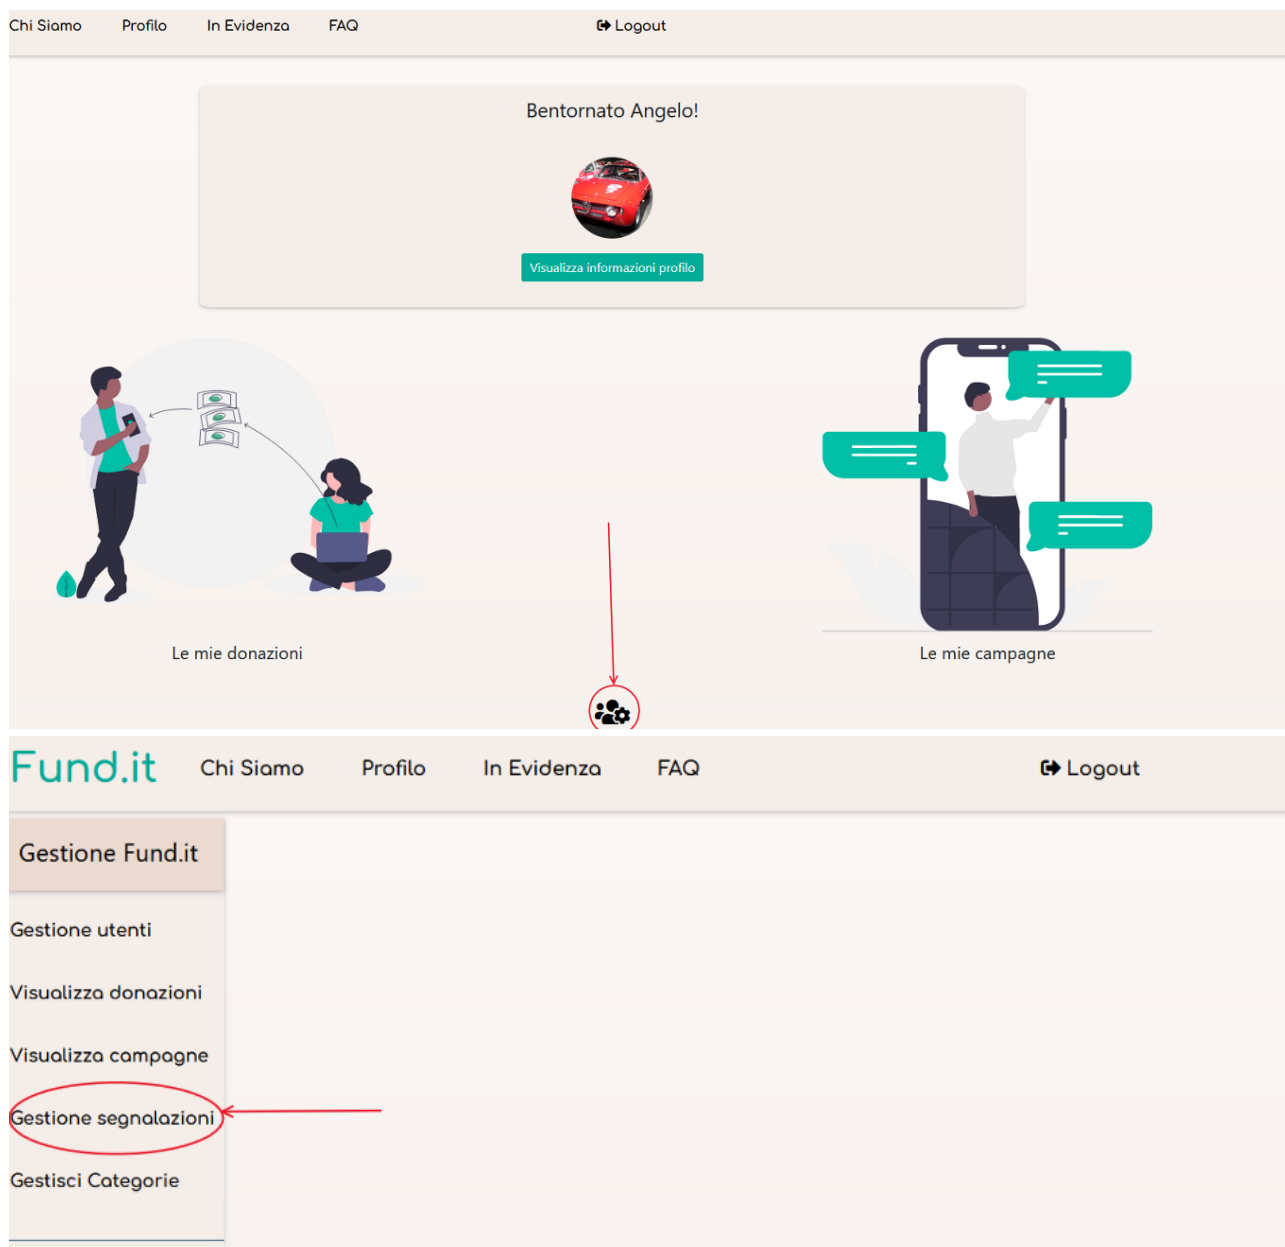 Chi Siamo Profilo In Evidenza FAQ Logout
Bentornato Angelo!
Visualizza informazioni profilo
Le mie donazioni Le mie campagne
Fund.it Chi Siamo Profilo In Evidenza FAQ Logout
Gestione Fund.it
Gestione utenti
Visualizza donazioni
Visualizza campagne
Gestione segnalazioni
Gestisci Categorie